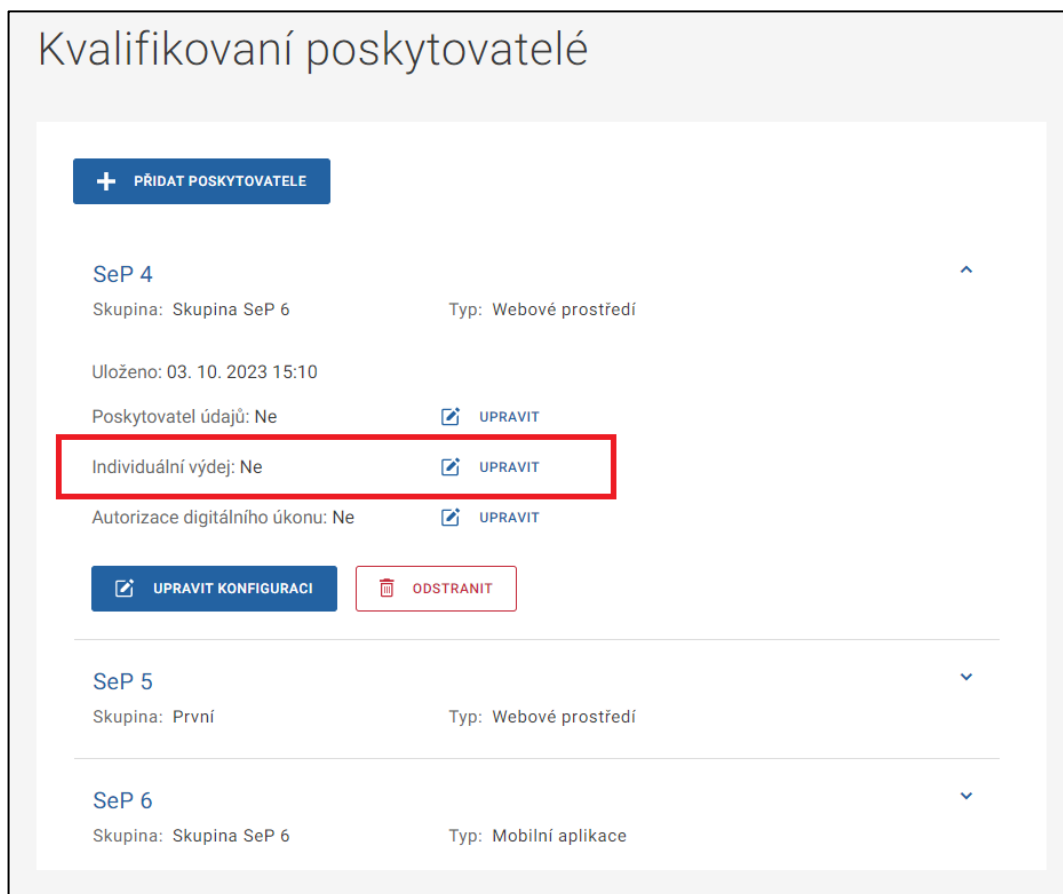 Kvalifikovaní poskytovatelé
PŘIDAT POSKYTOVATELE
SeP 4
Skupina: Skupina SeP 6 Typ: Webové prostředí
Uloženo: 03. 10. 2023 15:10
Poskytovatel údajů: Ne UPRAVIT
Individuální výdej: Ne UPRAVIT
Autorizace digitálního úkonu: Ne UPRAVIT
UPRAVIT KONFIGURACI ODSTRANIT
SeP 5
Skupina: První Typ: Webové prostředí
SeP 6
Skupina: Skupina SeP 6 Typ: Mobilní aplikace